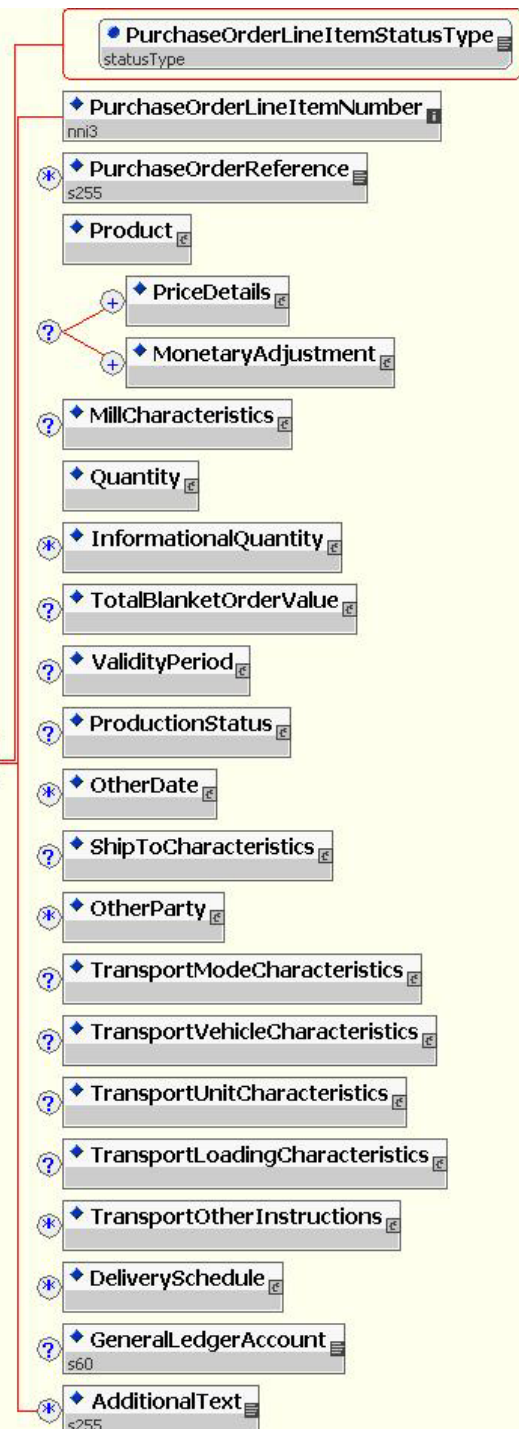 PurchaseOrderLineItemStatusType
statusType
PurchaseOrderLineItemNumber
nni3
* PurchaseOrderReference
s255
Product
+ PriceDetails
?
+ MonetaryAdjustment
? MillCharacteristics
Quantity
* InformationalQuantity
? TotalBlanketOrderValue
? ValidityPeriod
? ProductionStatus
* OtherDate
? ShipToCharacteristics
* OtherParty
? TransportModeCharacteristics
? TransportVehicleCharacteristics
? TransportUnitCharacteristics
? TransportLoadingCharacteristics
* TransportOtherInstructions
* DeliverySchedule
? GeneralLedgerAccount
s60
* AdditionalText
s255